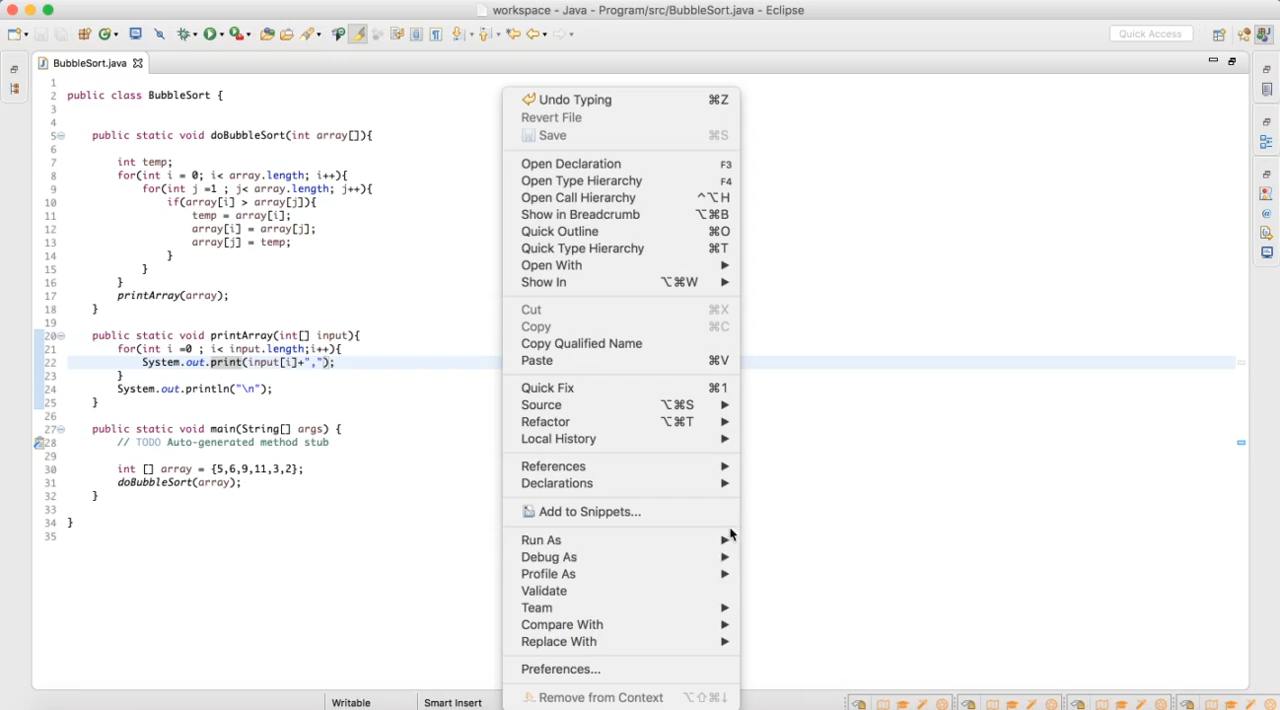 workspace - Java - Program/src/BubbleSort.java - Eclipse
Quick Access
BubbleSort.java
1
2 public class BubbleSort {
3
4
5 public static void doBubbleSort(int array[]){
6
7 int temp;
8 for(int i = 0; i< array.length; i++){
9 for(int j =1 ; j< array.length; j++){
10 if(array[i] > array[j]){
11 temp = array[i];
12 array[i] = array[j];
13 array[j] = temp;
14 }
15 }
16 }
17 printArray(array);
18 }
19
20 public static void printArray(int[] input){
21 for(int i =0 ; i< input.length;i++){
22 System.out.print(input[i]+",");
23 }
24 System.out.println("\n");
25 }
26
27 public static void main(String[] args) {
28 // TODO Auto-generated method stub
29
30 int [] array = {5,6,9,11,3,2};
31 doBubbleSort(array);
32 }
33
34 }
35
Undo Typing ⌘Z
Revert File
Save ⌘S
Open Declaration F3
Open Type Hierarchy F4
Open Call Hierarchy ^⌥H
Show in Breadcrumb ⌥⌘B
Quick Outline ⌘O
Quick Type Hierarchy ⌘T
Open With ▶
Show In ⌥⌘W ▶
Cut ⌘X
Copy ⌘C
Copy Qualified Name
Paste ⌘V
Quick Fix ⌘1
Source ⌥⌘S ▶
Refactor ⌥⌘T ▶
Local History ▶
References ▶
Declarations ▶
Add to Snippets...
Run As ▶
Debug As ▶
Profile As ▶
Validate
Team ▶
Compare With ▶
Replace With ▶
Preferences...
Remove from Context ⌥⇧⌘↓
Writable
Smart Insert